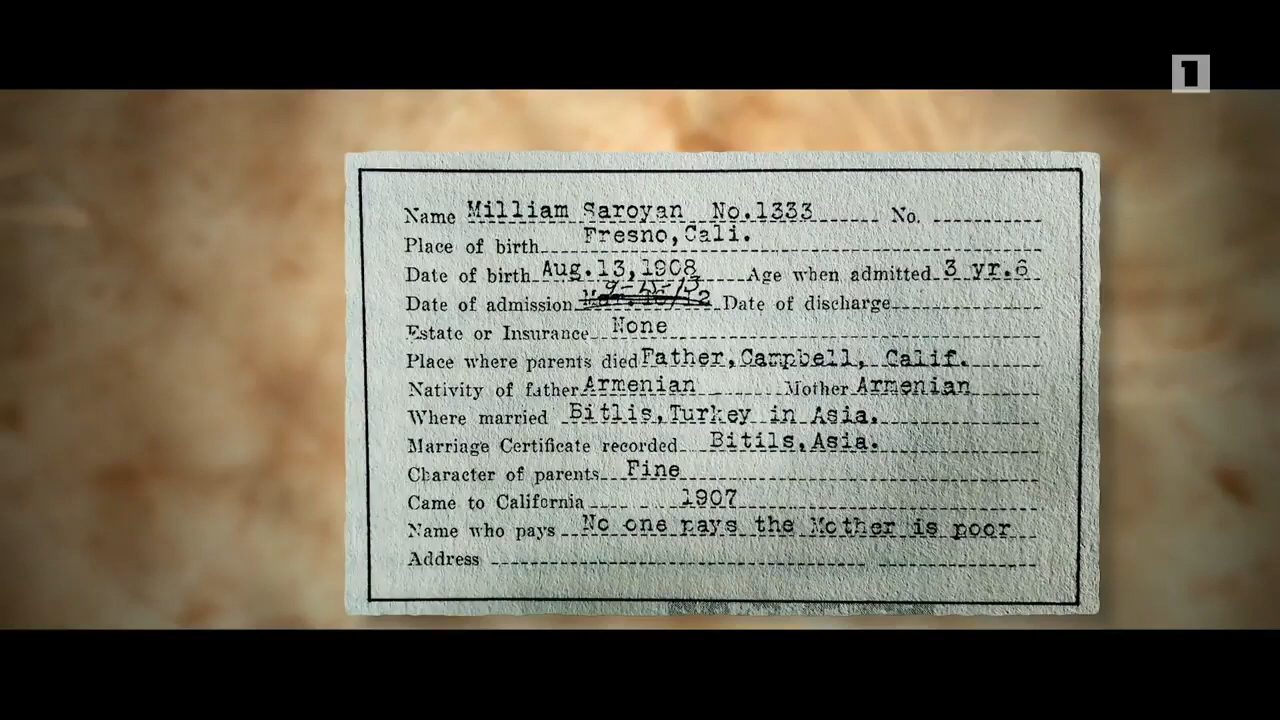 1
Name Milliam Saroyan No.1333 No.
Place of birth Fresno, Cali.
Date of birth Aug.13,1908 Age when admitted 3 yr.6
Date of admission 9-15-13 Date of discharge
Estate or Insurance None
Place where parents died Father, Campbell, Calif.
Nativity of father Armenian Mother Armenian
Where married Bitlis, Turkey in Asia.
Marriage Certificate recorded Bitils, Asia.
Character of parents Fine
Came to California 1907
Name who pays No one pays the Mother is poor
Address